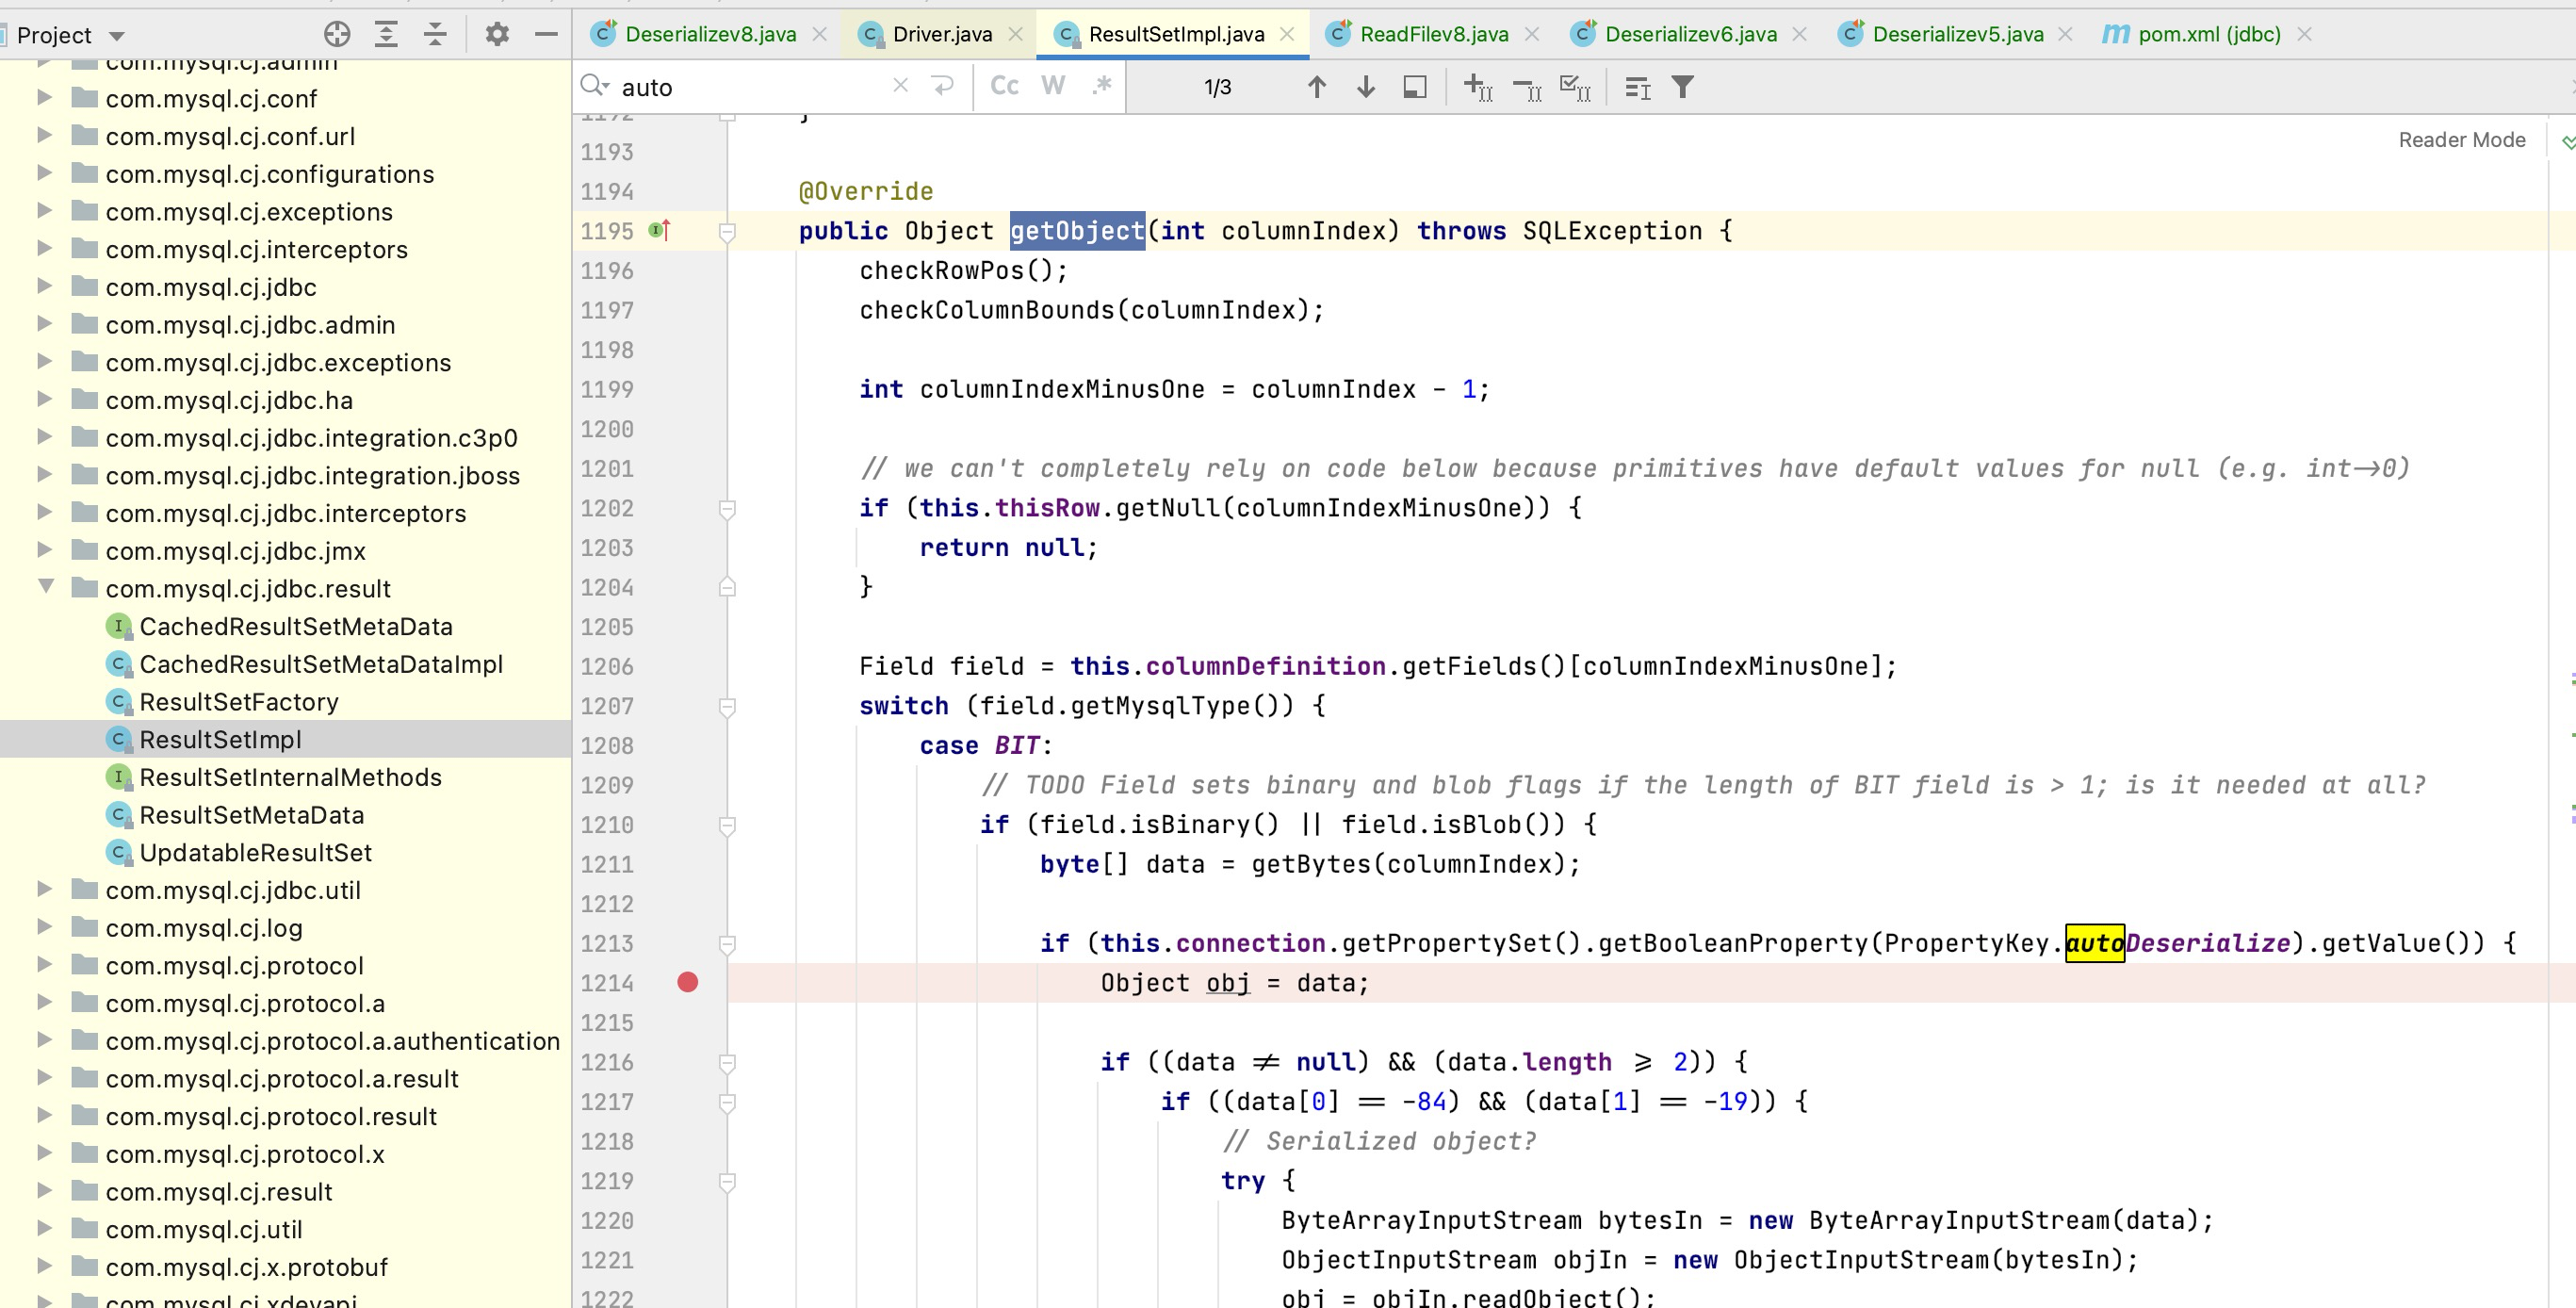 Project
Deserializev8.java
Driver.java
ResultSetImpl.java
ReadFilev8.java
Deserializev6.java
Deserializev5.java
pom.xml (jdbc)
auto
Cc
W
.*
1/3
Reader Mode
com.mysql.cj.admin
com.mysql.cj.conf
com.mysql.cj.conf.url
com.mysql.cj.configurations
com.mysql.cj.exceptions
com.mysql.cj.interceptors
com.mysql.cj.jdbc
com.mysql.cj.jdbc.admin
com.mysql.cj.jdbc.exceptions
com.mysql.cj.jdbc.ha
com.mysql.cj.jdbc.integration.c3p0
com.mysql.cj.jdbc.integration.jboss
com.mysql.cj.jdbc.interceptors
com.mysql.cj.jdbc.jmx
com.mysql.cj.jdbc.result
CachedResultSetMetaData
CachedResultSetMetaDataImpl
ResultSetFactory
ResultSetImpl
ResultSetInternalMethods
ResultSetMetaData
UpdatableResultSet
com.mysql.cj.jdbc.util
com.mysql.cj.log
com.mysql.cj.protocol
com.mysql.cj.protocol.a
com.mysql.cj.protocol.a.authentication
com.mysql.cj.protocol.a.result
com.mysql.cj.protocol.result
com.mysql.cj.protocol.x
com.mysql.cj.result
com.mysql.cj.util
com.mysql.cj.x.protobuf
com.mysql.cj.xdevapi
1192 }
1193
1194 @Override
1195 public Object getObject(int columnIndex) throws SQLException {
1196 checkRowPos();
1197 checkColumnBounds(columnIndex);
1198
1199 int columnIndexMinusOne = columnIndex - 1;
1200
1201 // we can't completely rely on code below because primitives have default values for null (e.g. int->0)
1202 if (this.thisRow.getNull(columnIndexMinusOne)) {
1203 return null;
1204 }
1205
1206 Field field = this.columnDefinition.getFields()[columnIndexMinusOne];
1207 switch (field.getMysqlType()) {
1208 case BIT:
1209 // TODO Field sets binary and blob flags if the length of BIT field is > 1; is it needed at all?
1210 if (field.isBinary() || field.isBlob()) {
1211 byte[] data = getBytes(columnIndex);
1212
1213 if (this.connection.getPropertySet().getBooleanProperty(PropertyKey.autoDeserialize).getValue()) {
1214 Object obj = data;
1215
1216 if ((data != null) && (data.length >= 2)) {
1217 if ((data[0] == -84) && (data[1] == -19)) {
1218 // Serialized object?
1219 try {
1220 ByteArrayInputStream bytesIn = new ByteArrayInputStream(data);
1221 ObjectInputStream objIn = new ObjectInputStream(bytesIn);
1222 obj = objIn.readObject();